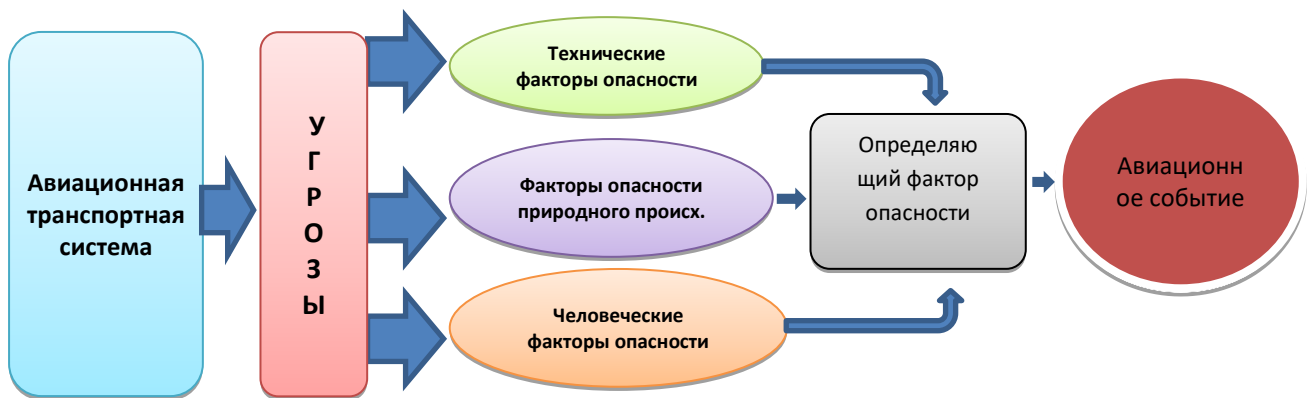 Авиационная
транспортная
система
У
Г
Р
О
З
Ы
Технические
факторы опасности
Факторы опасности
природного происх.
Человеческие
факторы опасности
Определяю
щий фактор
опасности
Авиационн
ое событие